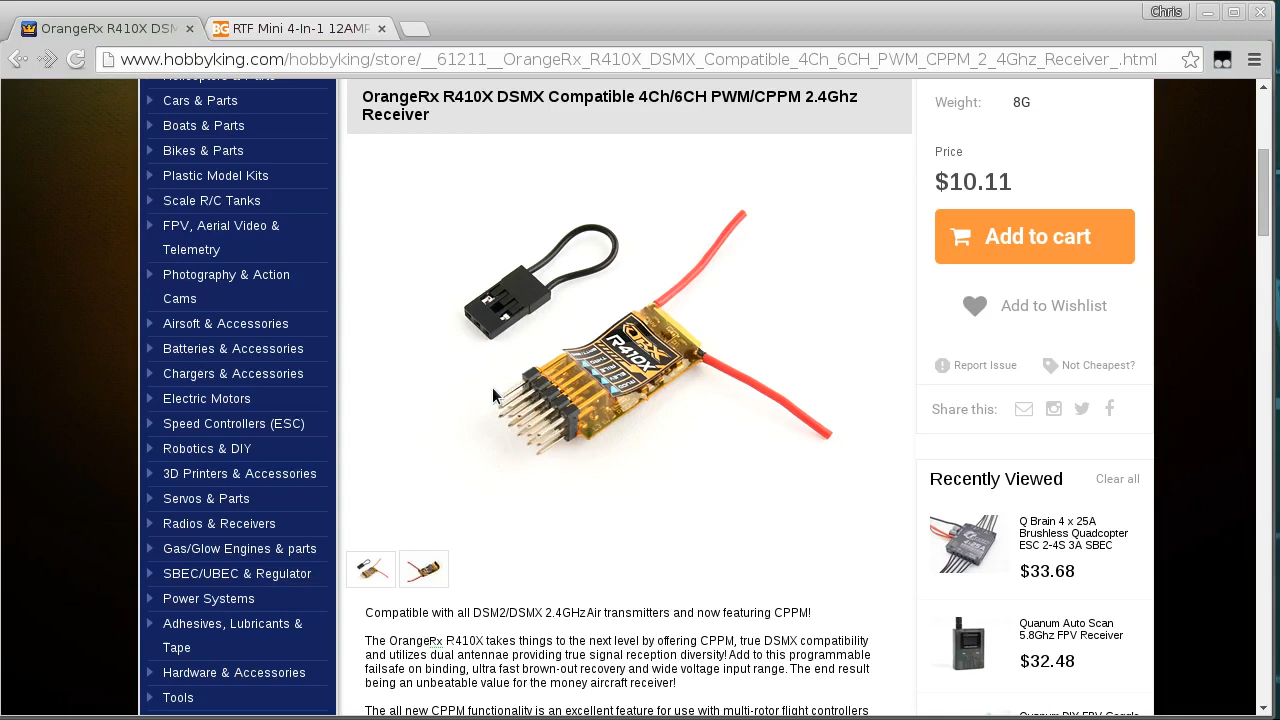 Chris
OrangeRx R410X DSM
RTF Mini 4-In-1 12AMP
www.hobbyking.com/hobbyking/store/__61211__OrangeRx_R410X_DSMX_Compatible_4Ch_6CH_PWM_CPPM_2_4Ghz_Receiver_.html
Cars & Parts
Boats & Parts
Bikes & Parts
Plastic Model Kits
Scale R/C Tanks
FPV, Aerial Video &
Telemetry
Photography & Action
Cams
Airsoft & Accessories
Batteries & Accessories
Chargers & Accessories
Electric Motors
Speed Controllers (ESC)
Robotics & DIY
3D Printers & Accessories
Servos & Parts
Radios & Receivers
Gas/Glow Engines & parts
SBEC/UBEC & Regulator
Power Systems
Adhesives, Lubricants &
Tape
Hardware & Accessories
Tools
OrangeRx R410X DSMX Compatible 4Ch/6CH PWM/CPPM 2.4Ghz
Receiver
ORX
R410X
Compatible with all DSM2/DSMX 2.4GHz Air transmitters and now featuring CPPM!
The OrangeRx R410X takes things to the next level by offering CPPM, true DSMX compatibility
and utilizes dual antennae providing true signal reception diversity! Add to this programmable
failsafe on binding, ultra fast brown-out recovery and wide voltage input range. The end result
being an unbeatable value for the money aircraft receiver!
The all new CPPM functionality is an excellent feature for use with multi-rotor flight controllers
Weight: 8G
Price
$10.11
Add to cart
Add to Wishlist
Report Issue
Not Cheapest?
Share this:
Recently Viewed
Clear all
Q Brain 4 x 25A
Brushless Quadcopter
ESC 2-4S 3A SBEC
$33.68
Quanum Auto Scan
5.8Ghz FPV Receiver
$32.48